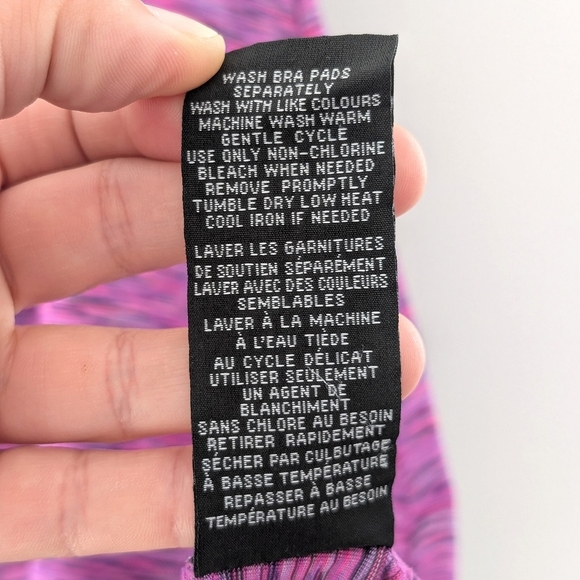 WASH BRA PADS
SEPARATELY
WASH WITH LIKE COLOURS
MACHINE WASH WARM
GENTLE CYCLE
USE ONLY NON-CHLORINE
BLEACH WHEN NEEDED
REMOVE PROMPTLY
TUMBLE DRY LOW HEAT
COOL IRON IF NEEDED
LAVER LES GARNITURES
DE SOUTIEN SÉPARÉMENT
LAVER AVEC DES COULEURS
SEMBLABLES
LAVER À LA MACHINE
À L'EAU TIÈDE
AU CYCLE DÉLICAT
UTILISER SEULEMENT
UN AGENT DE
BLANCHIMENT
SANS CHLORE AU BESOIN
RETIRER RAPIDEMENT
SÉCHER PAR CULBUTAGE
À BASSE TEMPÉRATURE
REPASSER À BASSE
TEMPÉRATURE AU BESOIN